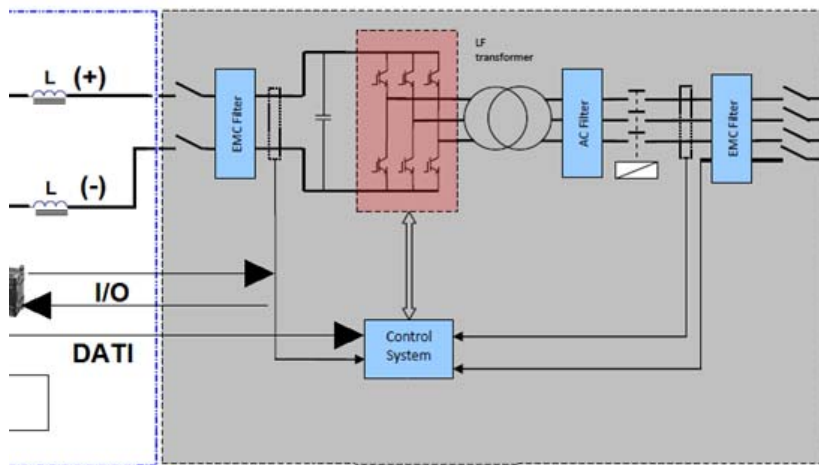 LF
transformer
L (+)
EMC Filter
AC Filter
EMC Filter
L (-)
I/O
DATI
Control
System